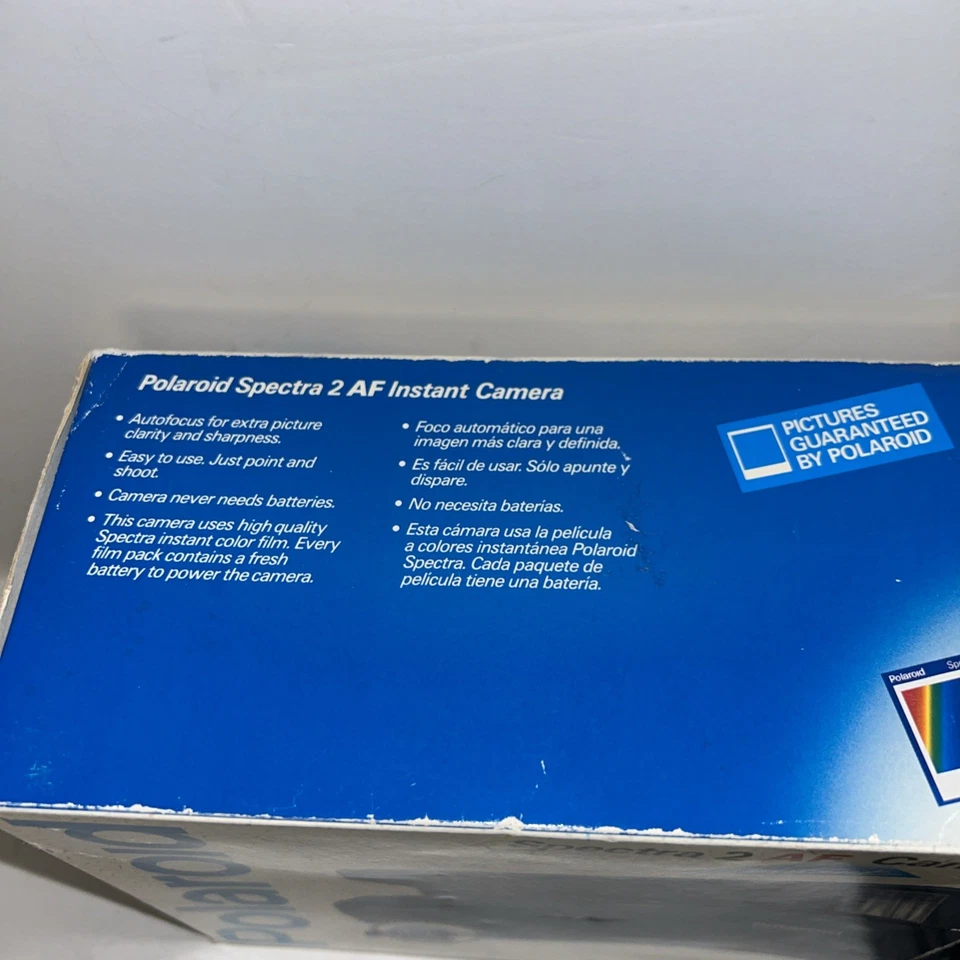 Polaroid Spectra 2 AF Instant Camera
• Autofocus for extra picture
clarity and sharpness.
• Easy to use. Just point and
shoot.
• Camera never needs batteries.
• This camera uses high quality
Spectra instant color film. Every
film pack contains a fresh
battery to power the camera.
• Foco automático para una
imagen más clara y definida.
• Es fácil de usar. Sólo apunte y
dispare.
• No necesita baterías.
• Esta cámara usa la película
a colores instantánea Polaroid
Spectra. Cada paquete de
película tiene una batería.
PICTURES
GUARANTEED
BY POLAROID
Polaroid
Spectra 2 AF
Polaroid